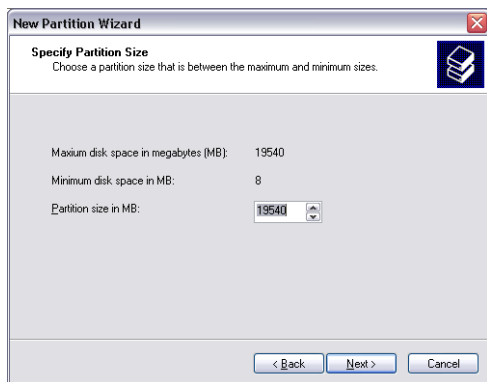 New Partition Wizard
Specify Partition Size
Choose a partition size that is between the maximum and minimum sizes.
Maxium disk space in megabytes (MB): 19540
Minimum disk space in MB: 8
Partition size in MB: 19540
< Back Next > Cancel